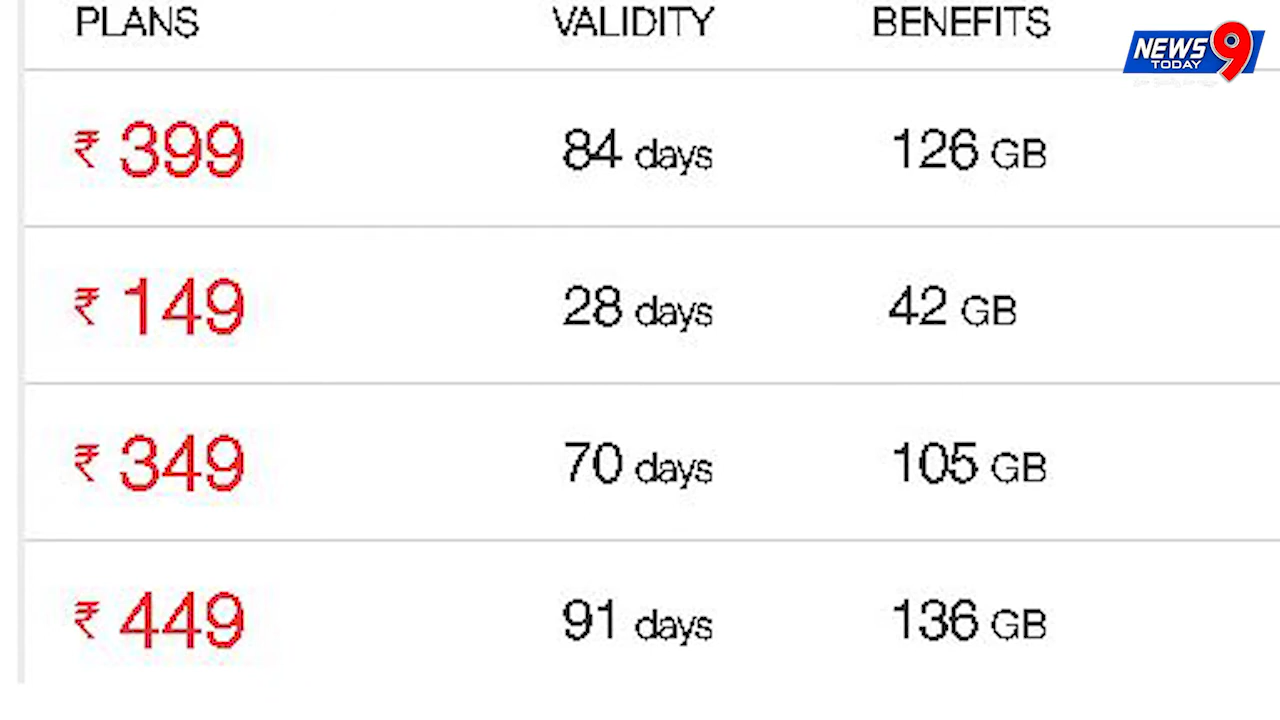 PLANS VALIDITY BENEFITS
NEWS 9
TODAY
₹ 399 84 days 126 GB
₹ 149 28 days 42 GB
₹ 349 70 days 105 GB
₹ 449 91 days 136 GB